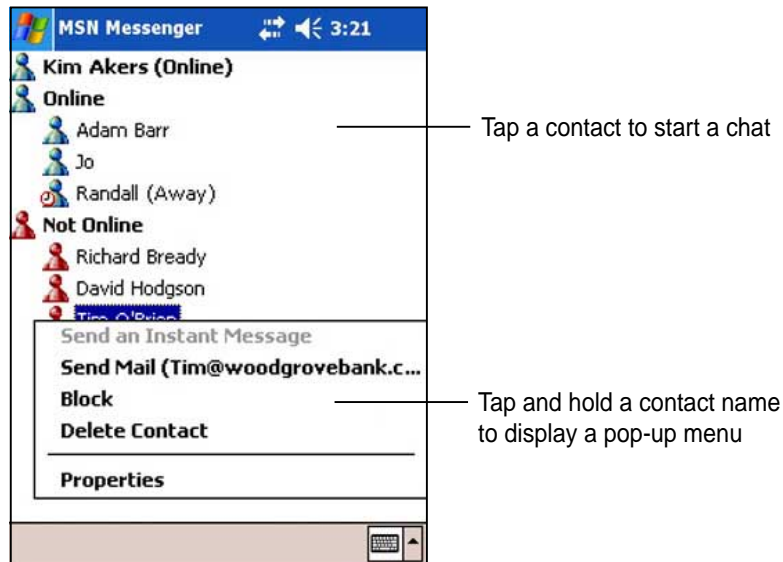 MSN Messenger 3:21
Kim Akers (Online)
Online
Adam Barr
Tap a contact to start a chat
Jo
Randall (Away)
Not Online
Richard Bready
David Hodgson
Tim O'Brien
Send an Instant Message
Send Mail (Tim@woodgrovebank.c...
Block
Delete Contact
Properties
Tap and hold a contact name
to display a pop-up menu